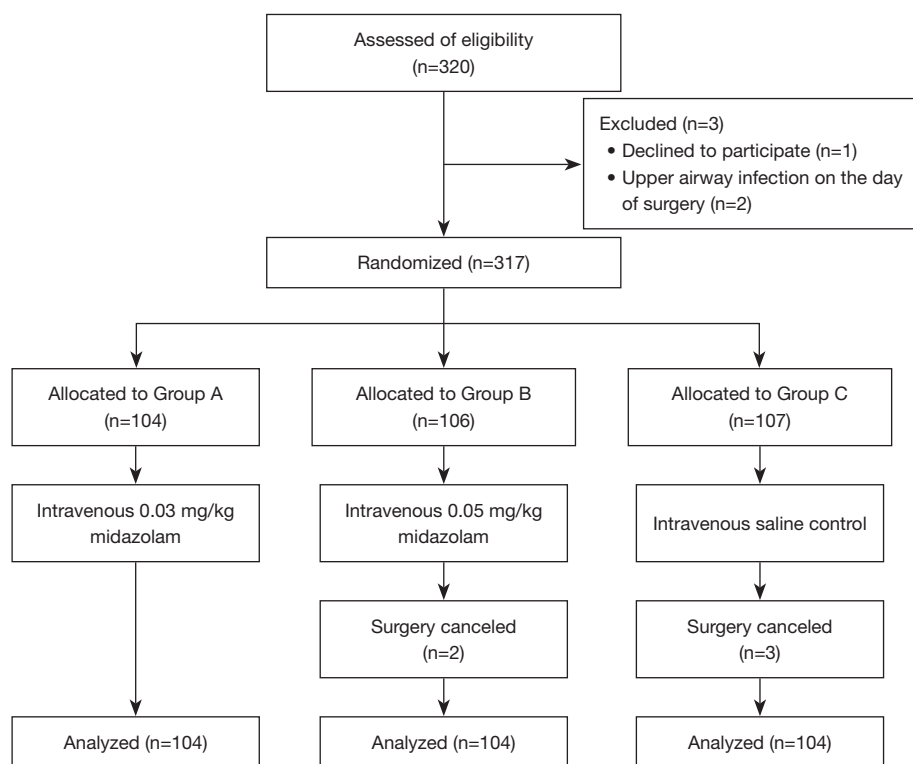 Assessed of eligibility
(n=320)
Excluded (n=3)
• Declined to participate (n=1)
• Upper airway infection on the day
of surgery (n=2)
Randomized (n=317)
Allocated to Group A
(n=104)
Allocated to Group B
(n=106)
Allocated to Group C
(n=107)
Intravenous 0.03 mg/kg
midazolam
Intravenous 0.05 mg/kg
midazolam
Intravenous saline control
Surgery canceled
(n=2)
Surgery canceled
(n=3)
Analyzed (n=104)
Analyzed (n=104)
Analyzed (n=104)